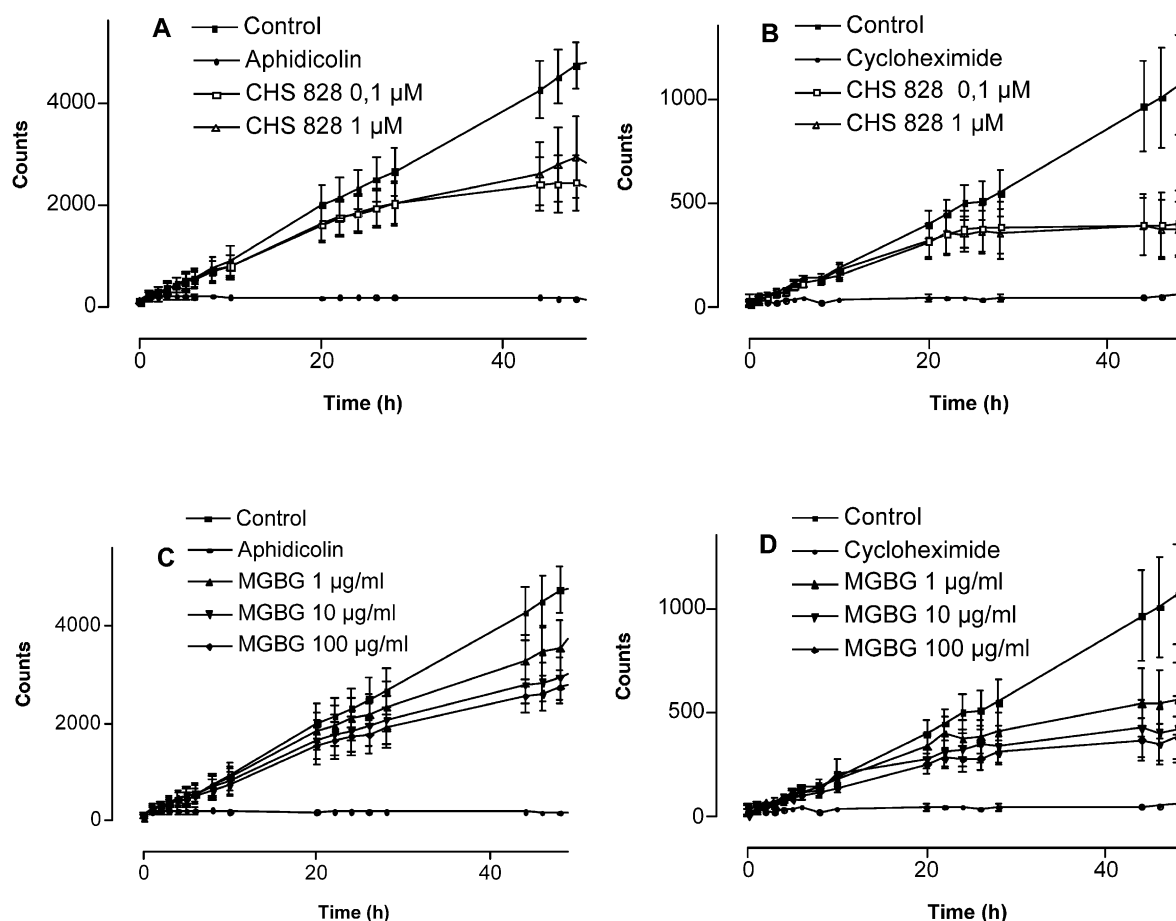 A
Control
Aphidicolin
CHS 828 0,1 µM
CHS 828 1 µM
Counts
4000
2000
0
0 20 40
Time (h)
B
Control
Cycloheximide
CHS 828 0,1 µM
CHS 828 1 µM
Counts
1000
500
0
0 20 40
Time (h)
C
Control
Aphidicolin
MGBG 1 µg/ml
MGBG 10 µg/ml
MGBG 100 µg/ml
Counts
4000
2000
0
0 20 40
Time (h)
D
Control
Cycloheximide
MGBG 1 µg/ml
MGBG 10 µg/ml
MGBG 100 µg/ml
Counts
1000
500
0
0 20 40
Time (h)